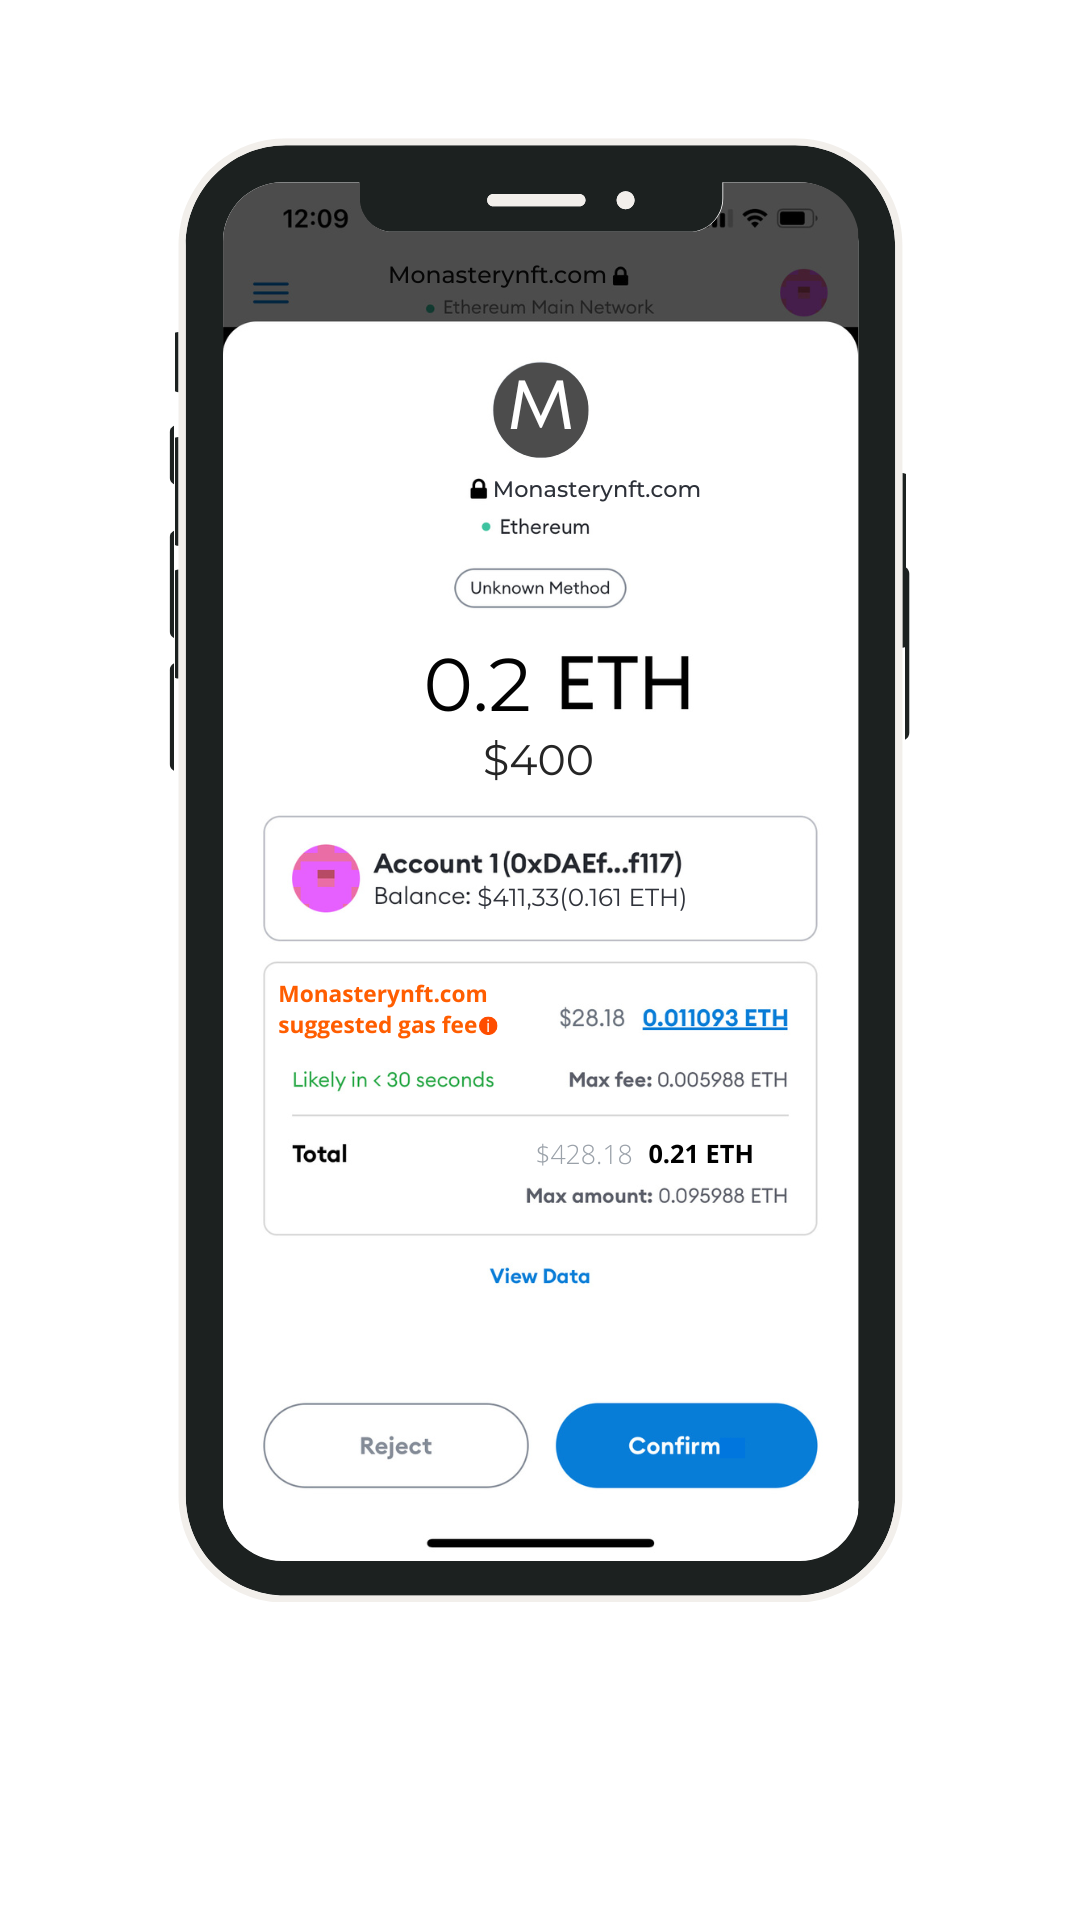 12:09
Monasterynft.com
Ethereum Main Network
M
Monasterynft.com
Ethereum
Unknown Method
0.2 ETH
$400
Account 1(0xDAEf...f117)
Balance: $411,33(0.161 ETH)
Monasterynft.com
suggested gas fee
$28.18 0.011093 ETH
Likely in < 30 seconds Max fee: 0.005988 ETH
Total $428.18 0.21 ETH
Max amount: 0.095988 ETH
View Data
Reject Confirm